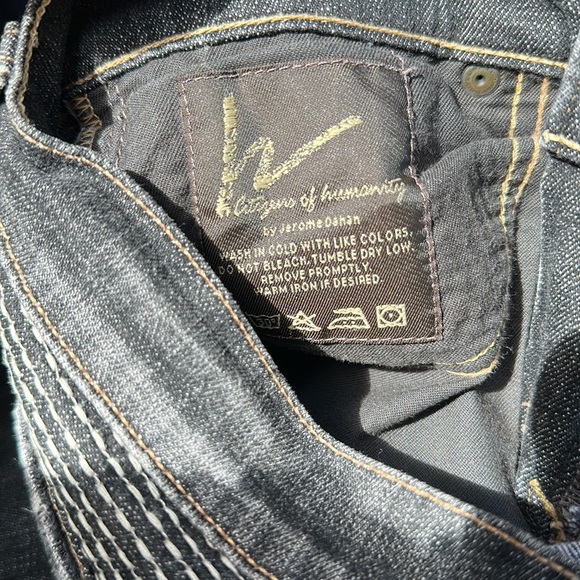 Citizens of humanity
by Jerome Dahan
WASH IN COLD WITH LIKE COLORS.
DO NOT BLEACH, TUMBLE DRY LOW.
REMOVE PROMPTLY.
WARM IRON IF DESIRED.